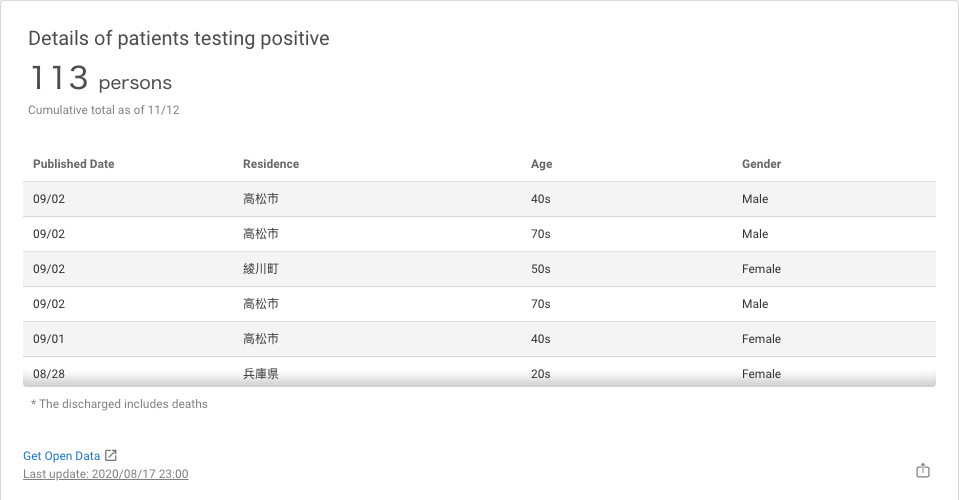 Details of patients testing positive
113 persons
Cumulative total as of 11/12
Published Date Residence Age Gender
09/02 高松市 40s Male
09/02 高松市 70s Male
09/02 綾川町 50s Female
09/02 高松市 70s Male
09/01 高松市 40s Female
08/28 兵庫県 20s Female
* The discharged includes deaths
Get Open Data
Last update: 2020/08/17 23:00